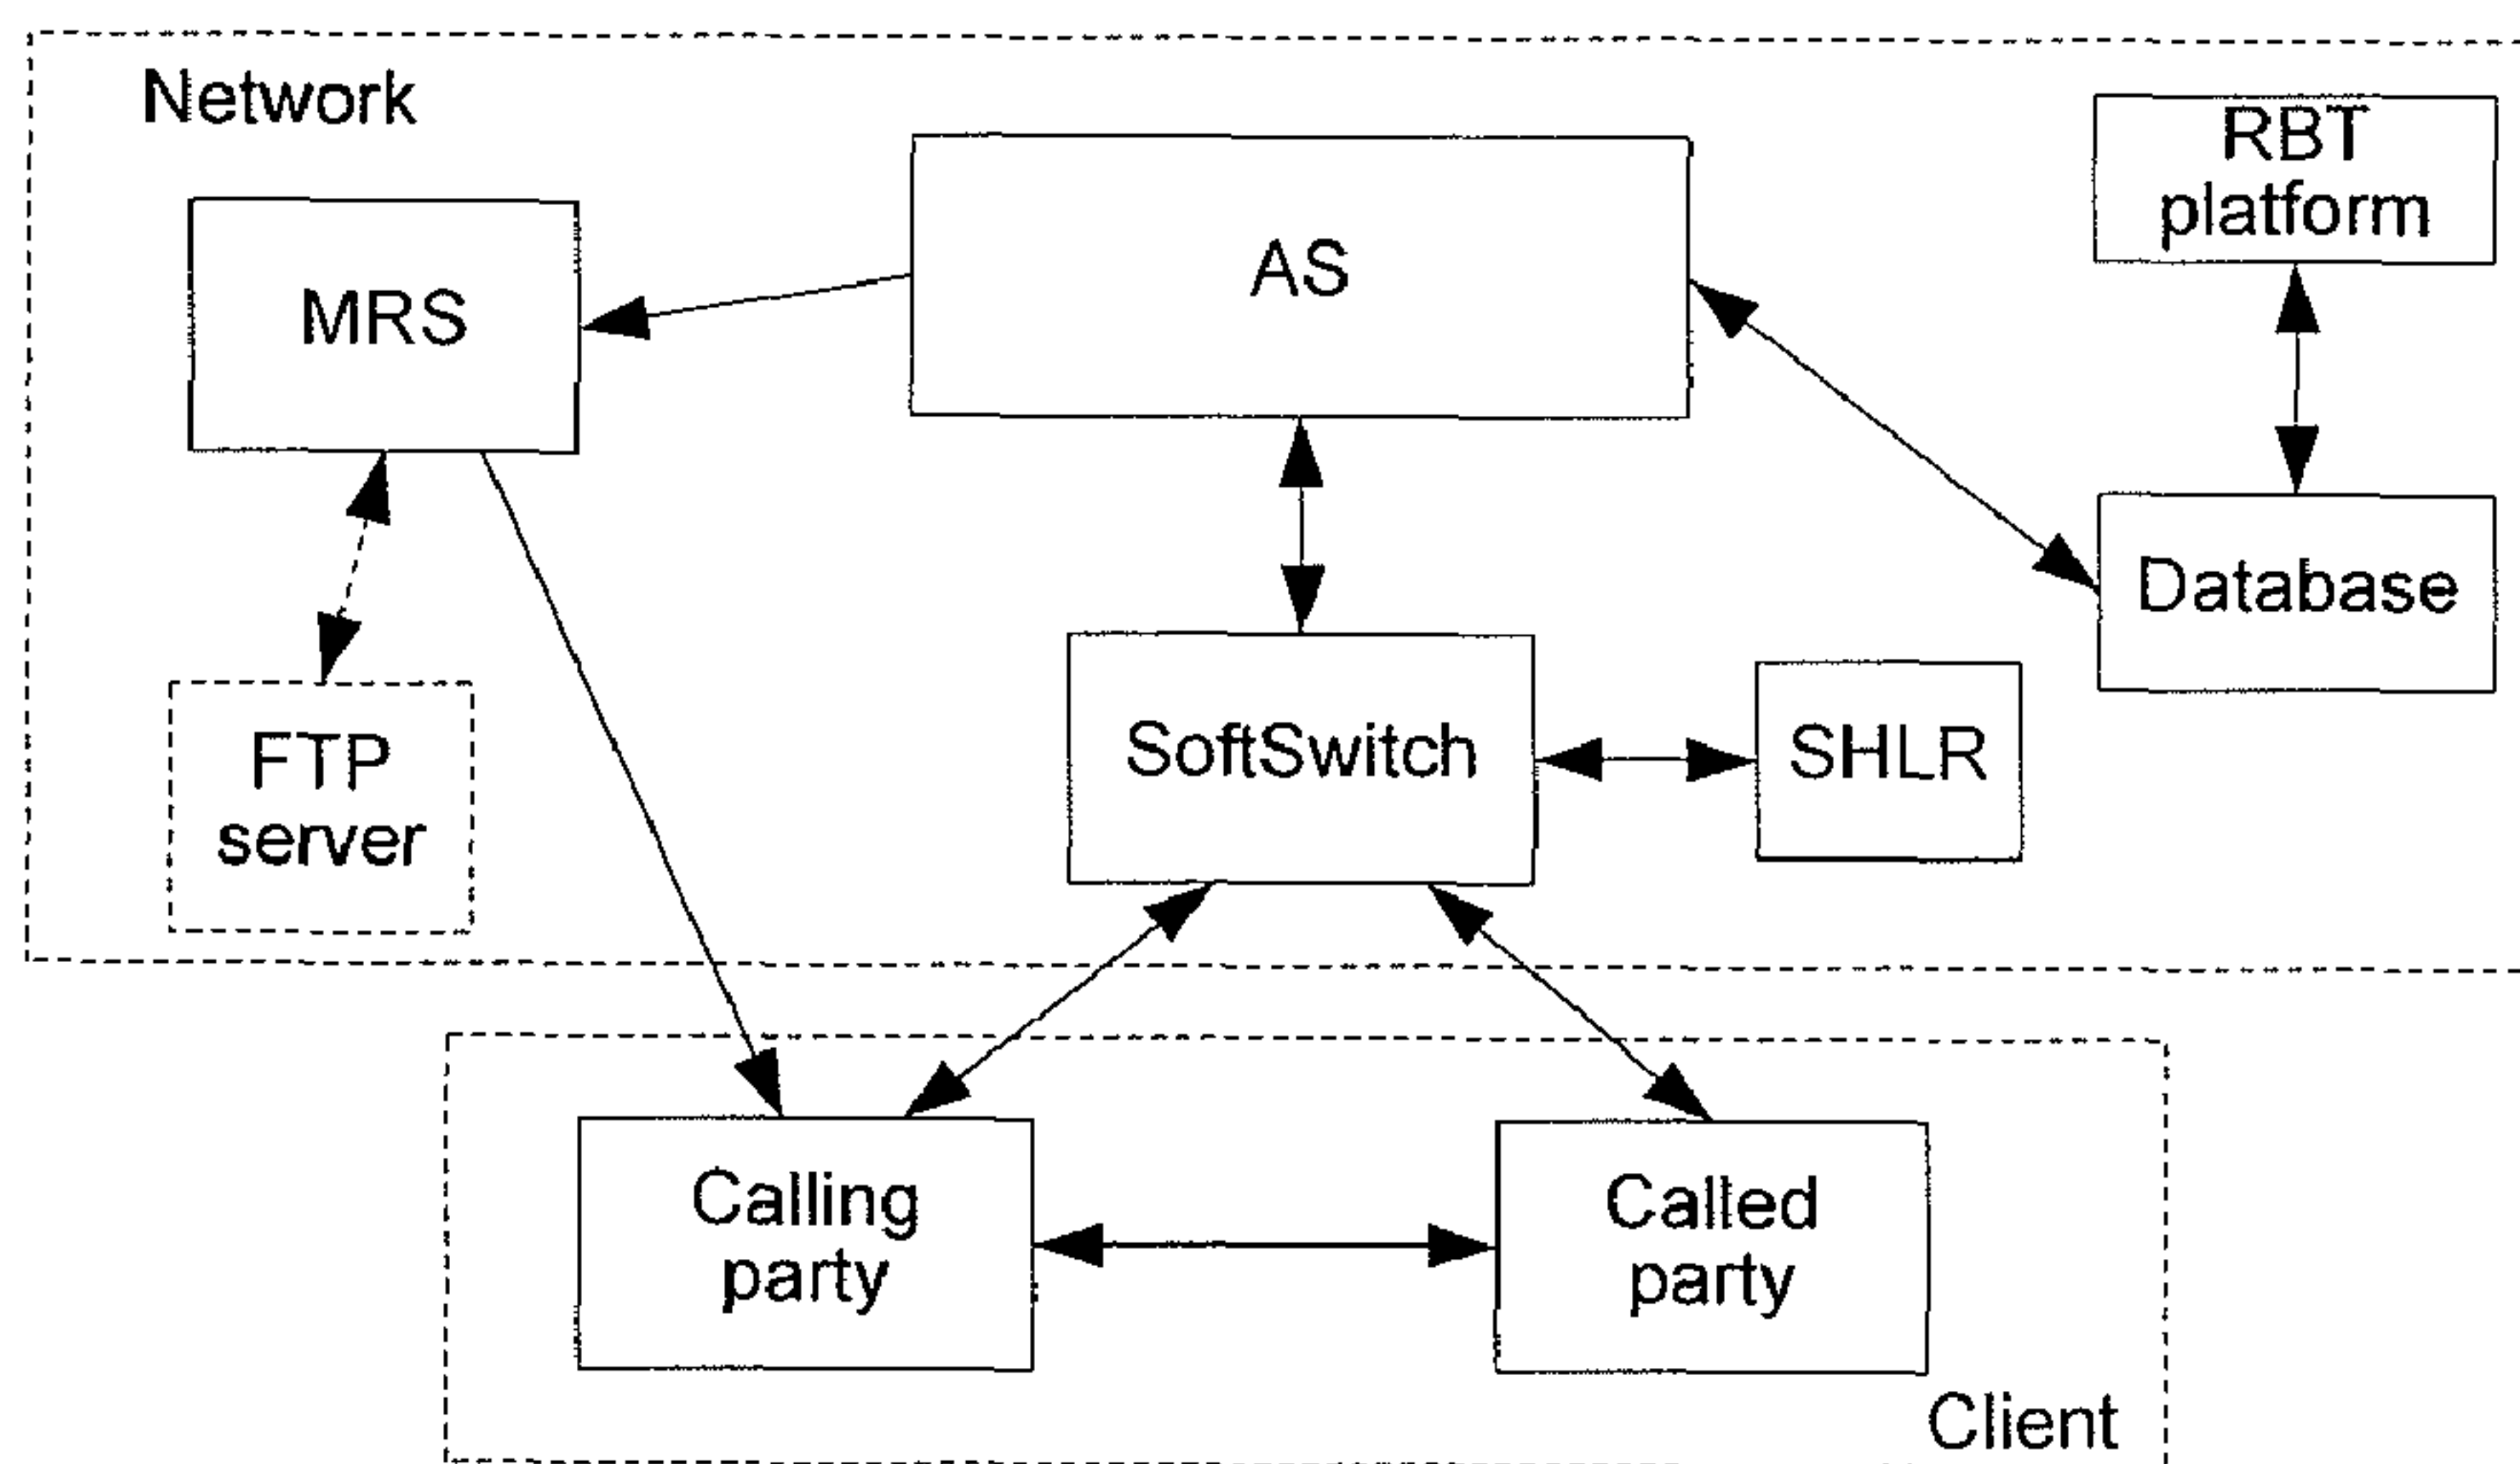 Network
RBT
platform
AS
MRS
Database
SoftSwitch
SHLR
FTP
server
Calling
party
Called
party
Client